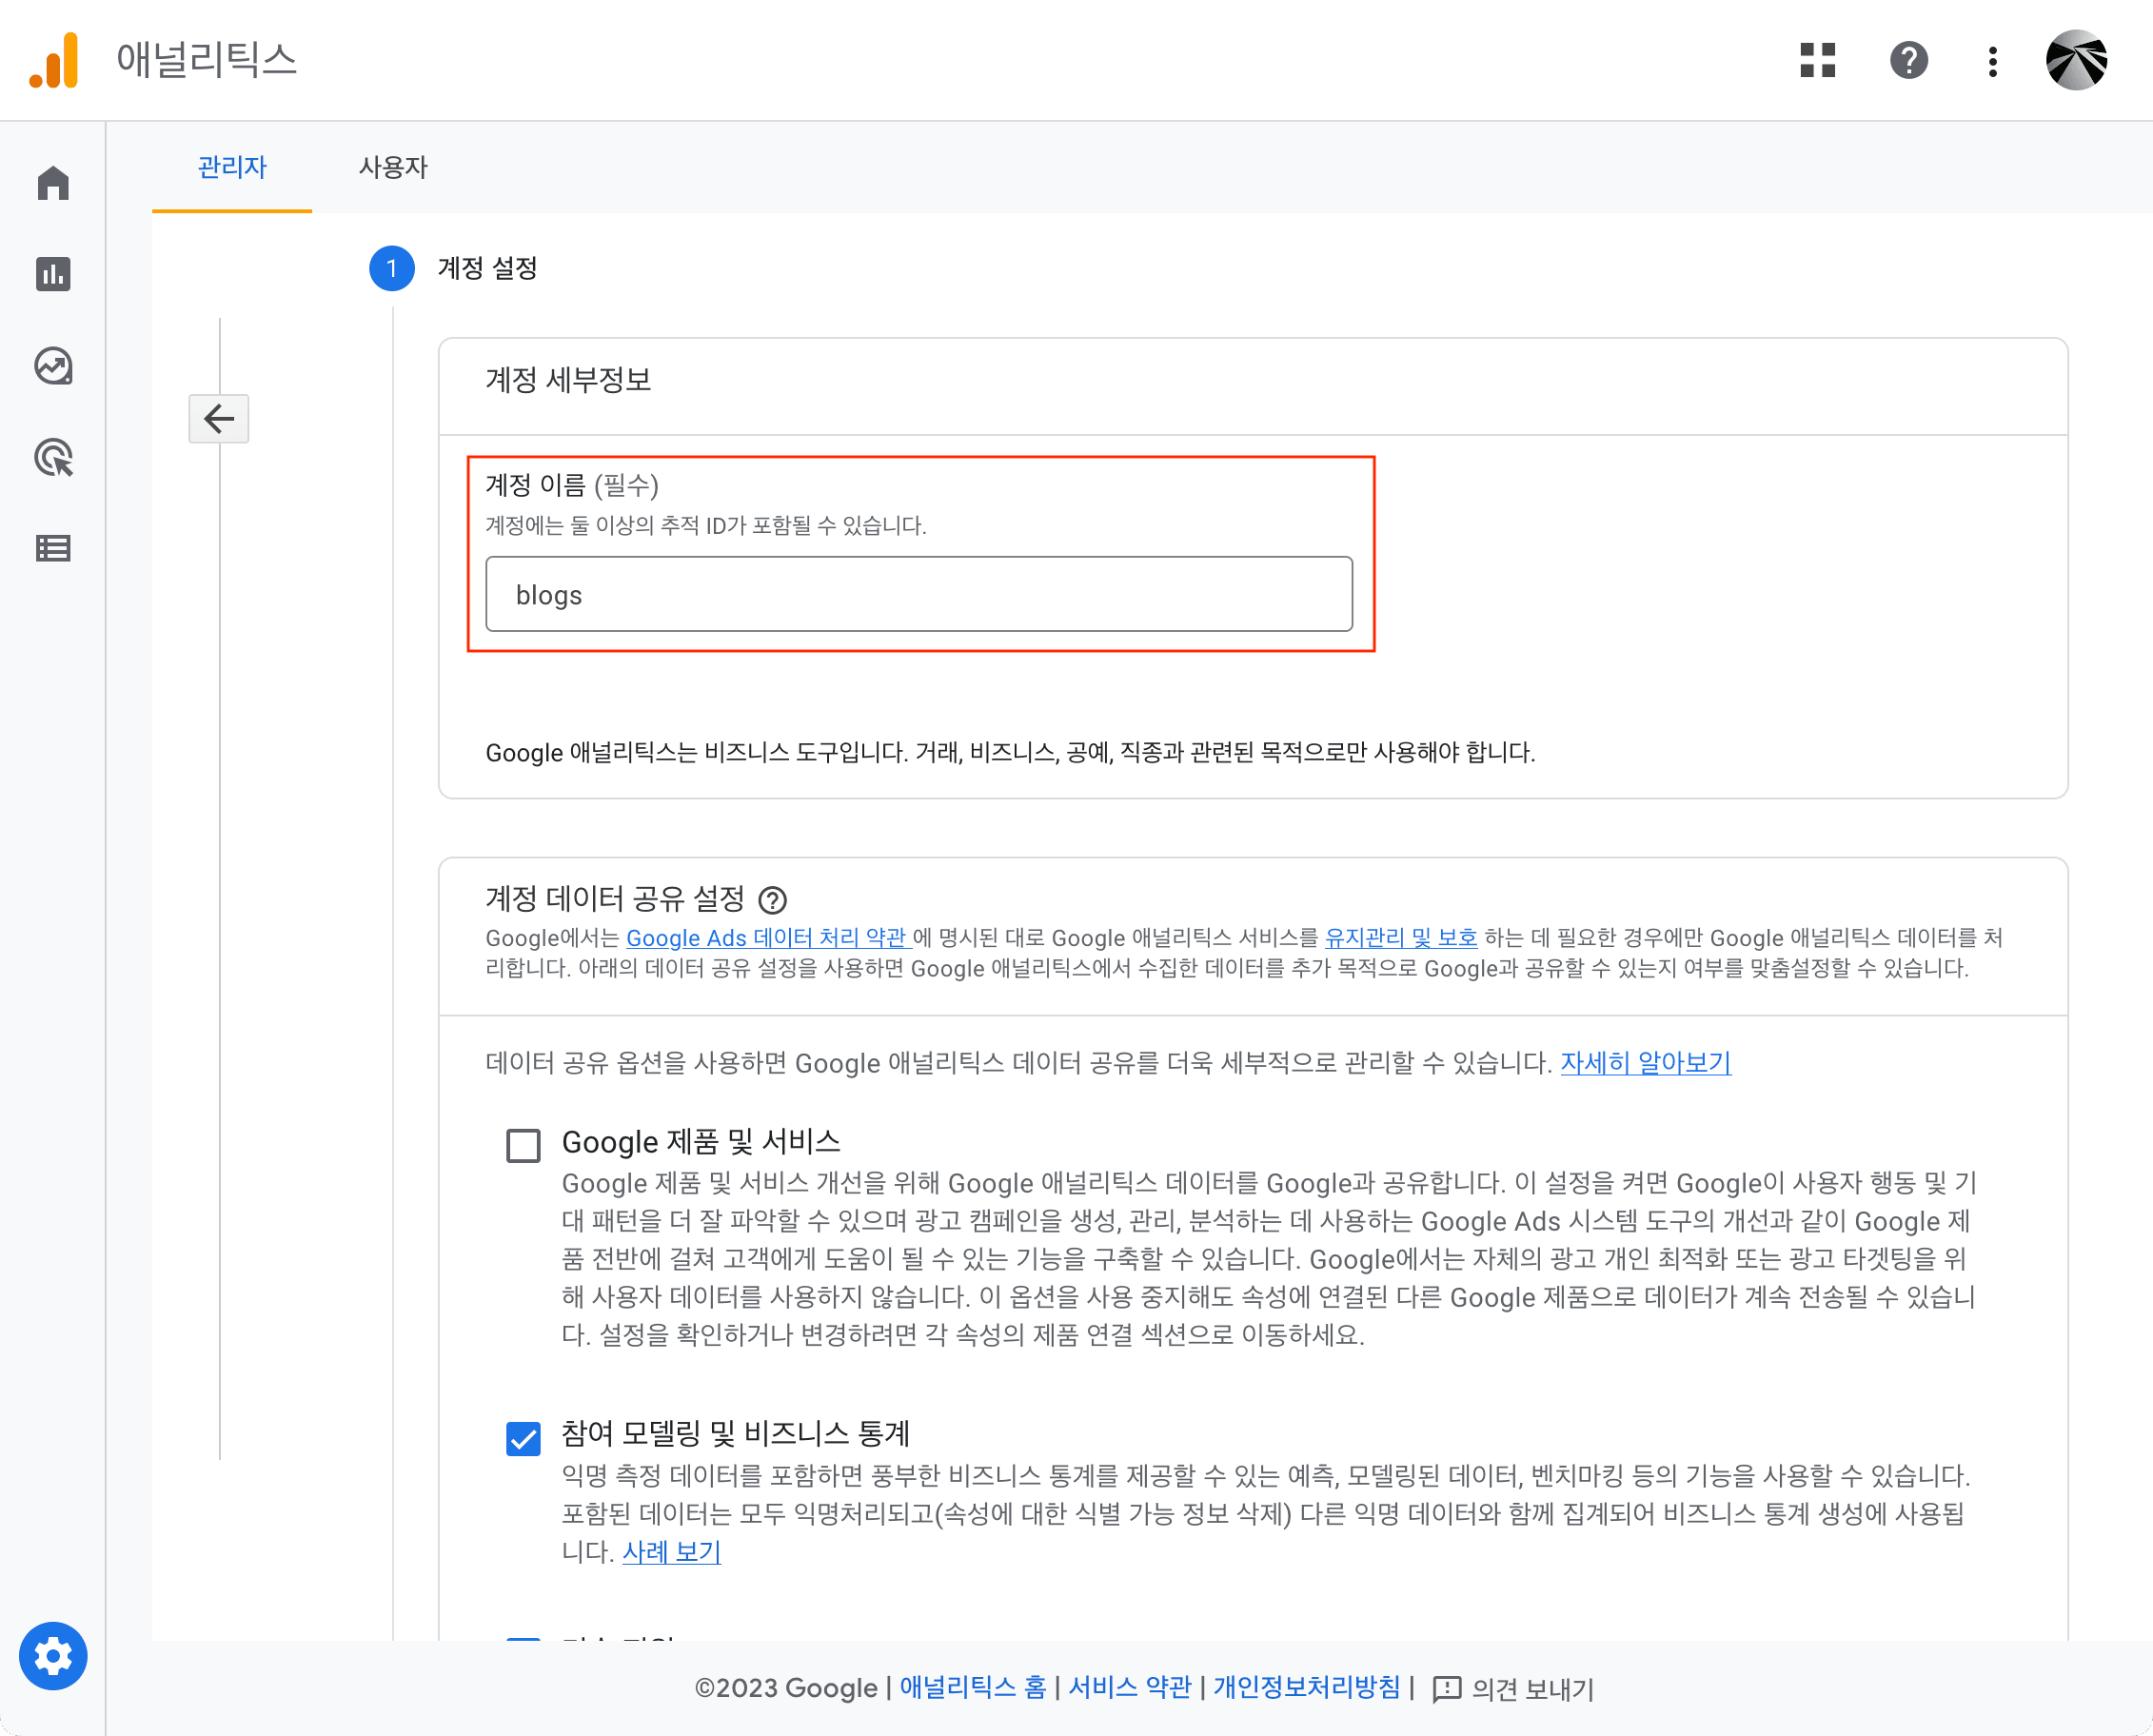 애널리틱스
관리자
사용자
1 계정 설정
계정 세부정보
계정 이름 (필수)
계정에는 둘 이상의 추적 ID가 포함될 수 있습니다.
blogs
Google 애널리틱스는 비즈니스 도구입니다. 거래, 비즈니스, 공예, 직종과 관련된 목적으로만 사용해야 합니다.
계정 데이터 공유 설정
Google에서는 Google Ads 데이터 처리 약관 에 명시된 대로 Google 애널리틱스 서비스를 유지관리 및 보호 하는 데 필요한 경우에만 Google 애널리틱스 데이터를 처
리합니다. 아래의 데이터 공유 설정을 사용하면 Google 애널리틱스에서 수집한 데이터를 추가 목적으로 Google과 공유할 수 있는지 여부를 맞춤설정할 수 있습니다.
데이터 공유 옵션을 사용하면 Google 애널리틱스 데이터 공유를 더욱 세부적으로 관리할 수 있습니다. 자세히 알아보기
Google 제품 및 서비스
Google 제품 및 서비스 개선을 위해 Google 애널리틱스 데이터를 Google과 공유합니다. 이 설정을 켜면 Google이 사용자 행동 및 기
대 패턴을 더 잘 파악할 수 있으며 광고 캠페인을 생성, 관리, 분석하는 데 사용하는 Google Ads 시스템 도구의 개선과 같이 Google 제
품 전반에 걸쳐 고객에게 도움이 될 수 있는 기능을 구축할 수 있습니다. Google에서는 자체의 광고 개인 최적화 또는 광고 타겟팅을 위
해 사용자 데이터를 사용하지 않습니다. 이 옵션을 사용 중지해도 속성에 연결된 다른 Google 제품으로 데이터가 계속 전송될 수 있습니
다. 설정을 확인하거나 변경하려면 각 속성의 제품 연결 섹션으로 이동하세요.
참여 모델링 및 비즈니스 통계
익명 측정 데이터를 포함하면 풍부한 비즈니스 통계를 제공할 수 있는 예측, 모델링된 데이터, 벤치마킹 등의 기능을 사용할 수 있습니다.
포함된 데이터는 모두 익명처리되고(속성에 대한 식별 가능 정보 삭제) 다른 익명 데이터와 함께 집계되어 비즈니스 통계 생성에 사용됩
니다. 사례 보기
©2023 Google | 애널리틱스 홈 | 서비스 약관 | 개인정보처리방침 | 의견 보내기